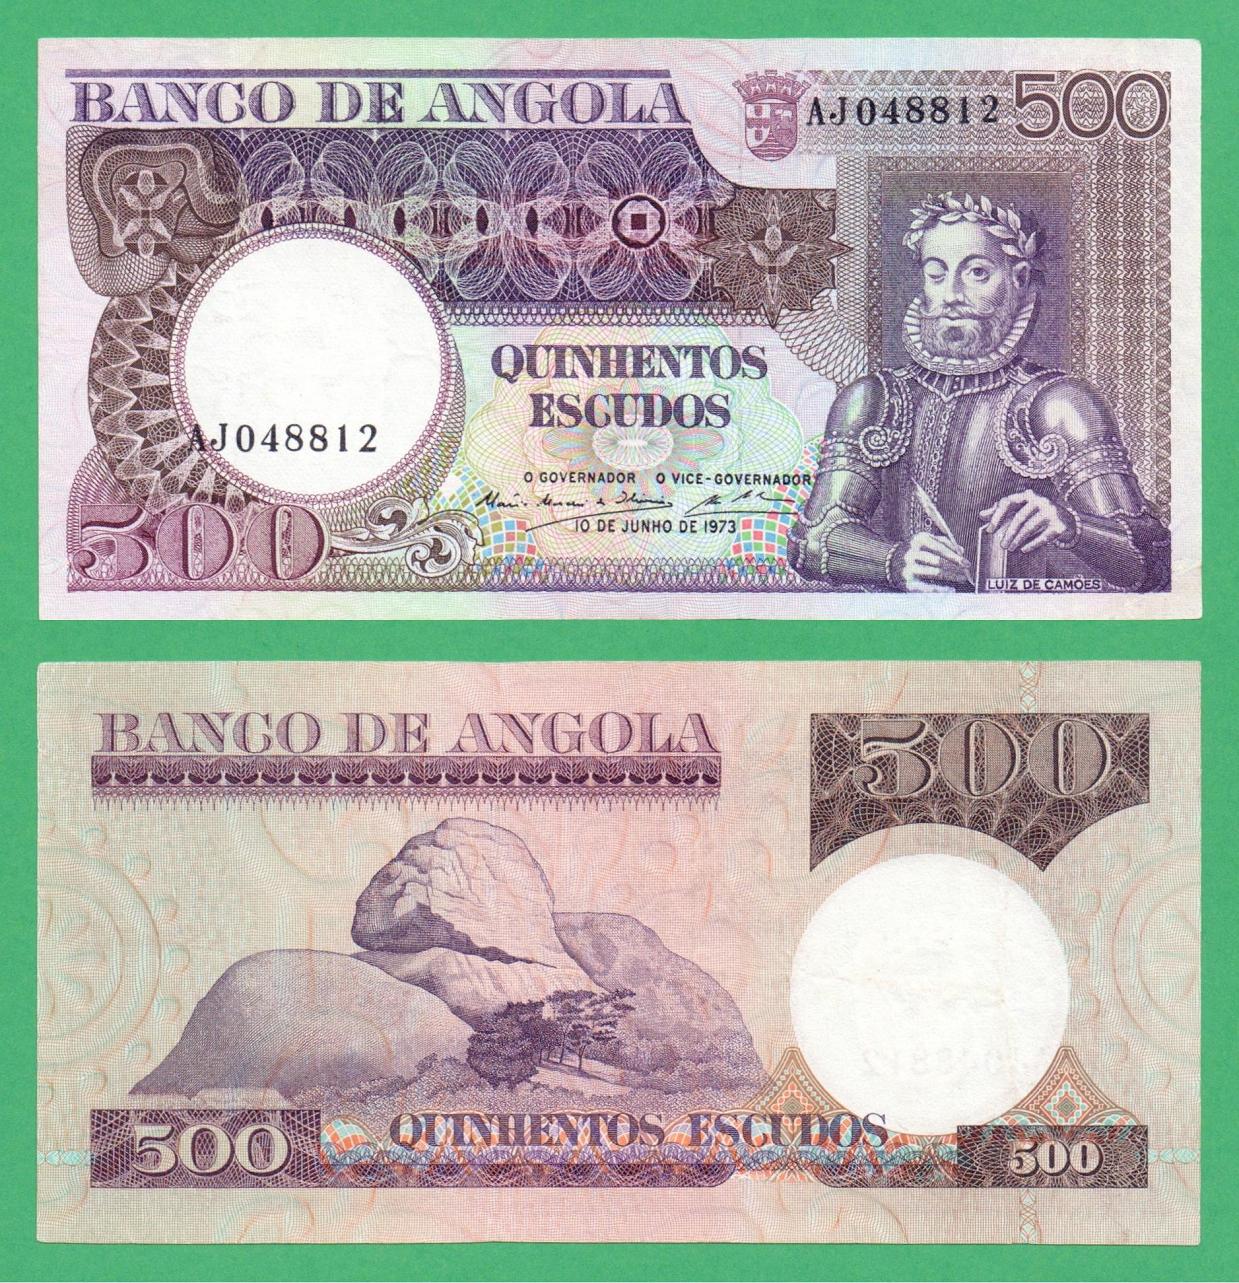 BANCO DE ANGOLA
AJ048812
500
QUINHENTOS
ESCUDOS
AJ048812
O GOVERNADOR O VICE-GOVERNADOR
10 DE JUNHO DE 1973
500
LUIZ DE CAMÕES
BANCO DE ANGOLA
500
QUINHENTOS ESCUDOS
500
500